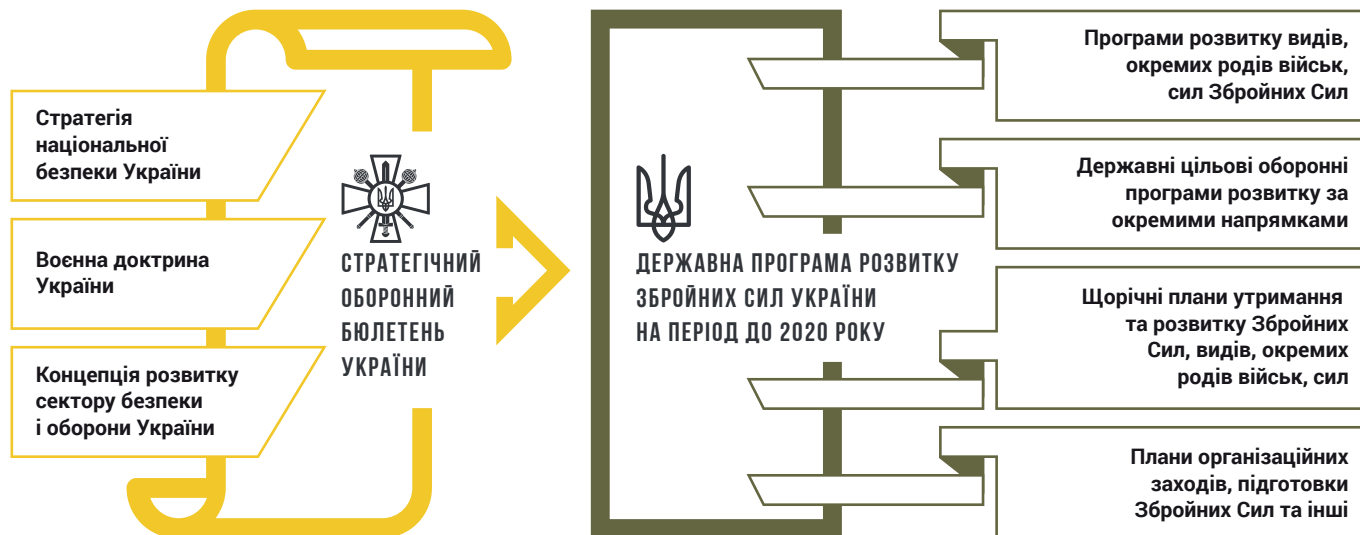 Стратегія
національної
безпеки України
Воєнна доктрина
України
Концепція розвитку
сектору безпеки
і оборони України
СТРАТЕГІЧНИЙ
ОБОРОННИЙ
БЮЛЕТЕНЬ
УКРАЇНИ
ДЕРЖАВНА ПРОГРАМА РОЗВИТКУ
ЗБРОЙНИХ СИЛ УКРАЇНИ
НА ПЕРІОД ДО 2020 РОКУ
Програми розвитку видів,
окремих родів військ,
сил Збройних Сил
Державні цільові оборонні
програми розвитку за
окремими напрямками
Щорічні плани утримання
та розвитку Збройних
Сил, видів, окремих
родів військ, сил
Плани організаційних
заходів, підготовки
Збройних Сил та інші